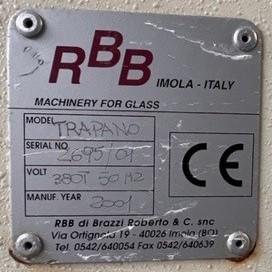 RBB
IMOLA - ITALY
MACHINERY FOR GLASS
MODEL TRAPANO
SERIAL NO 2695/01
VOLT 380T 50 HZ
MANUF. YEAR 2001
CE
RBB di Brazzi Roberto & C. snc
Via Ortignola 19 - 40026 Imola (BO)
Tel. 0542/640054 Fax 0542/640639